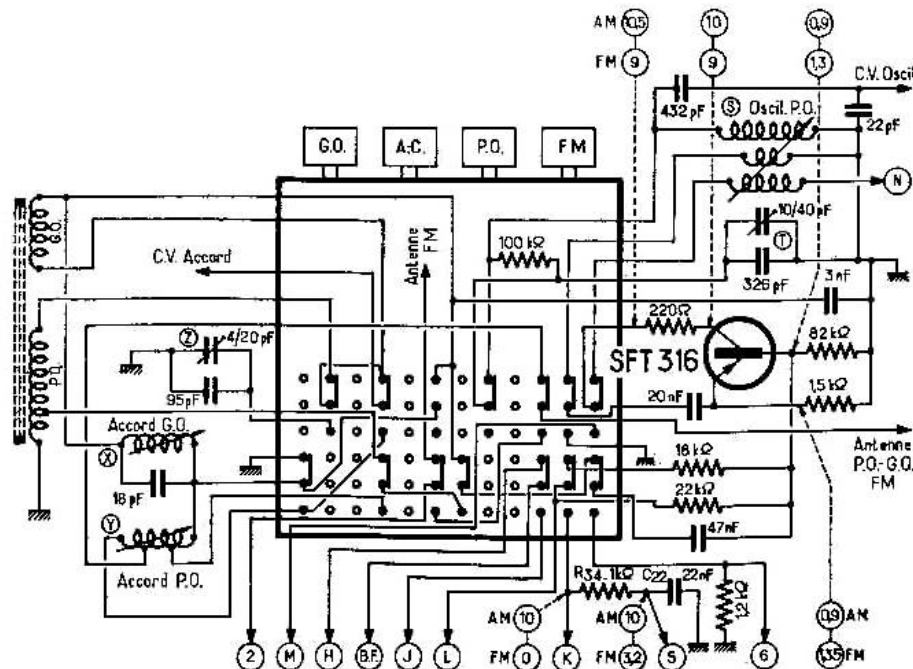 AM 10,5 10 0,9
FM 9 9 1,3
C.V. Oscil
432 pF
S Oscil. P.O.
22 pF
N
G.O. A.C. P.O. FM
10/40 pF
T
326 pF
3 nF
G.O.
C.V. Accord
Antenne FM
100 kΩ
220 Ω
82 kΩ
SFT 316
Z 4/20 pF
95 pF
P.O.
20 nF
1,5 kΩ
Accord G.O.
X
18 pF
Antenne P.O.-G.O. FM
18 kΩ
22 kΩ
47 nF
Y
Accord P.O.
R34-1kΩ
C22 22 nF
1,2 kΩ
AM 10
AM 10
0,9 AM
2 M H B.F. J L
FM 0
K
FM 3,2
5
6
1,35 FM